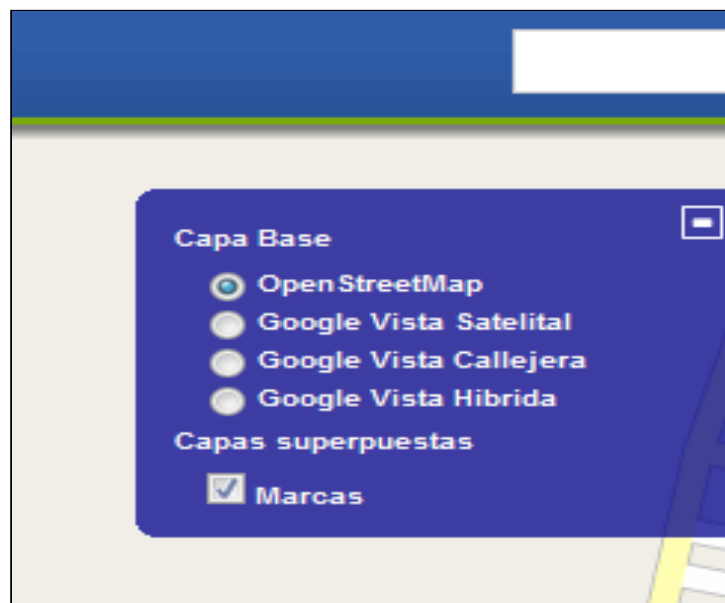 Capa Base
OpenStreetMap
Google Vista Satelital
Google Vista Callejera
Google Vista Hibrida
Capas superpuestas
Marcas